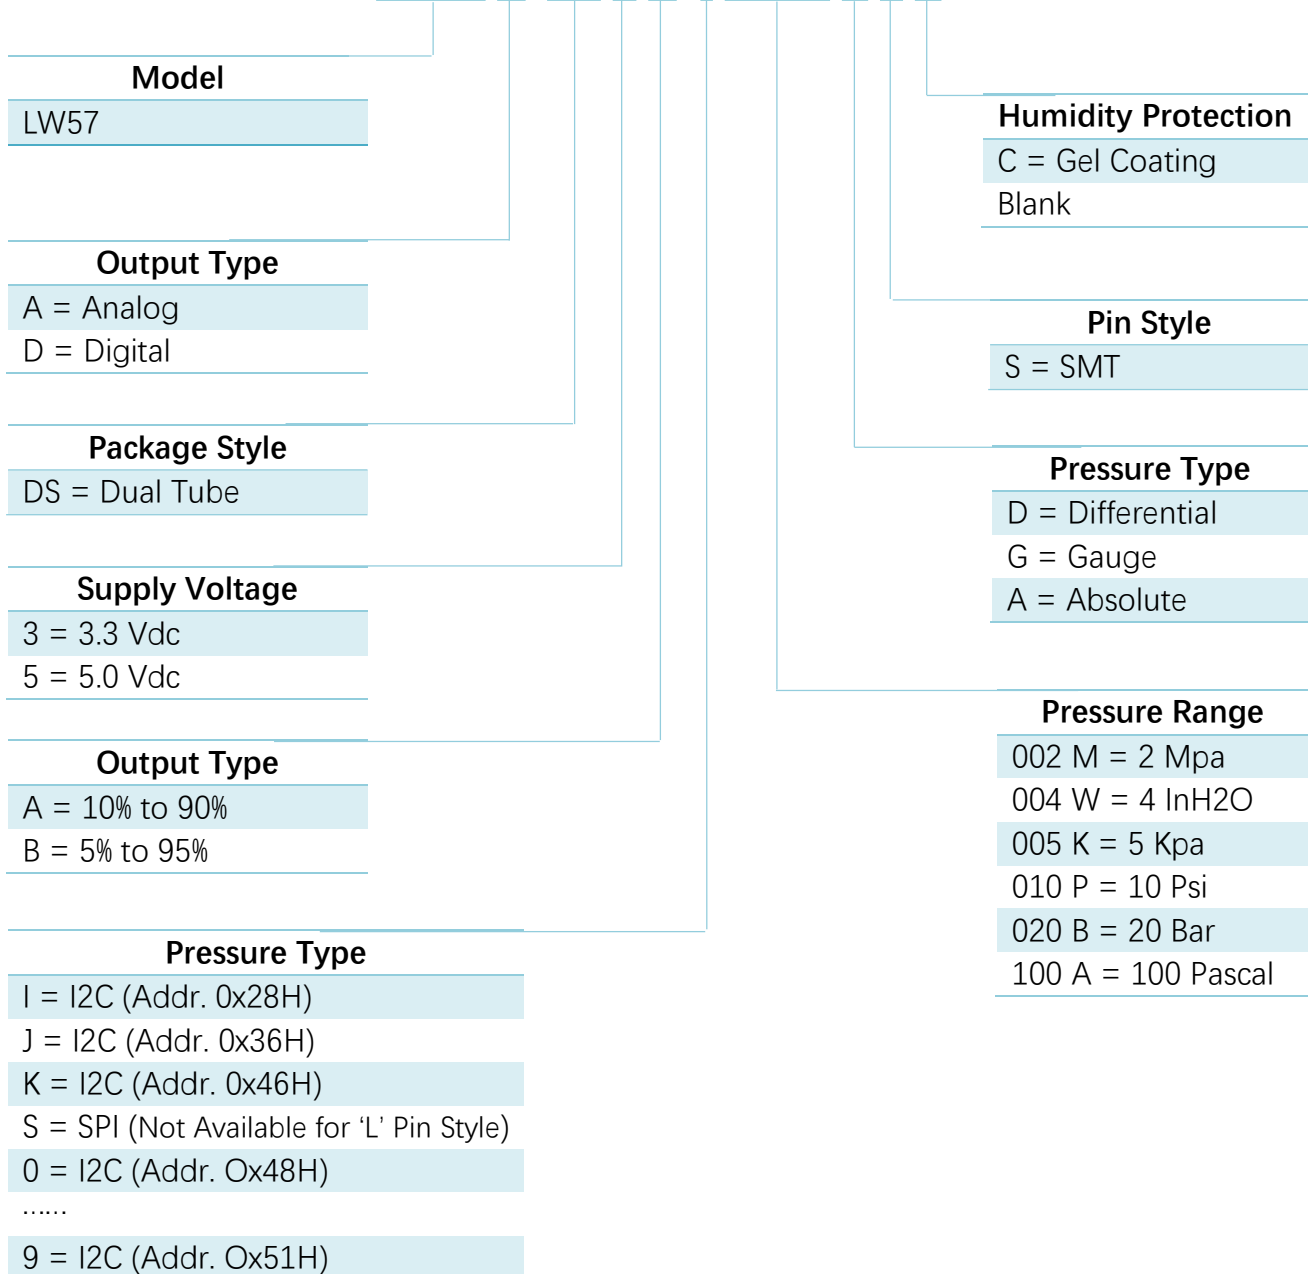 Model
LW57
Output Type
A = Analog
D = Digital
Package Style
DS = Dual Tube
Supply Voltage
3 = 3.3 Vdc
5 = 5.0 Vdc
Output Type
A = 10% to 90%
B = 5% to 95%
Pressure Type
I = I2C (Addr. 0x28H)
J = I2C (Addr. 0x36H)
K = I2C (Addr. 0x46H)
S = SPI (Not Available for ‘L’ Pin Style)
0 = I2C (Addr. Ox48H)
……
9 = I2C (Addr. Ox51H)
Humidity Protection
C = Gel Coating
Blank
Pin Style
S = SMT
Pressure Type
D = Differential
G = Gauge
A = Absolute
Pressure Range
002 M = 2 Mpa
004 W = 4 InH2O
005 K = 5 Kpa
010 P = 10 Psi
020 B = 20 Bar
100 A = 100 Pascal